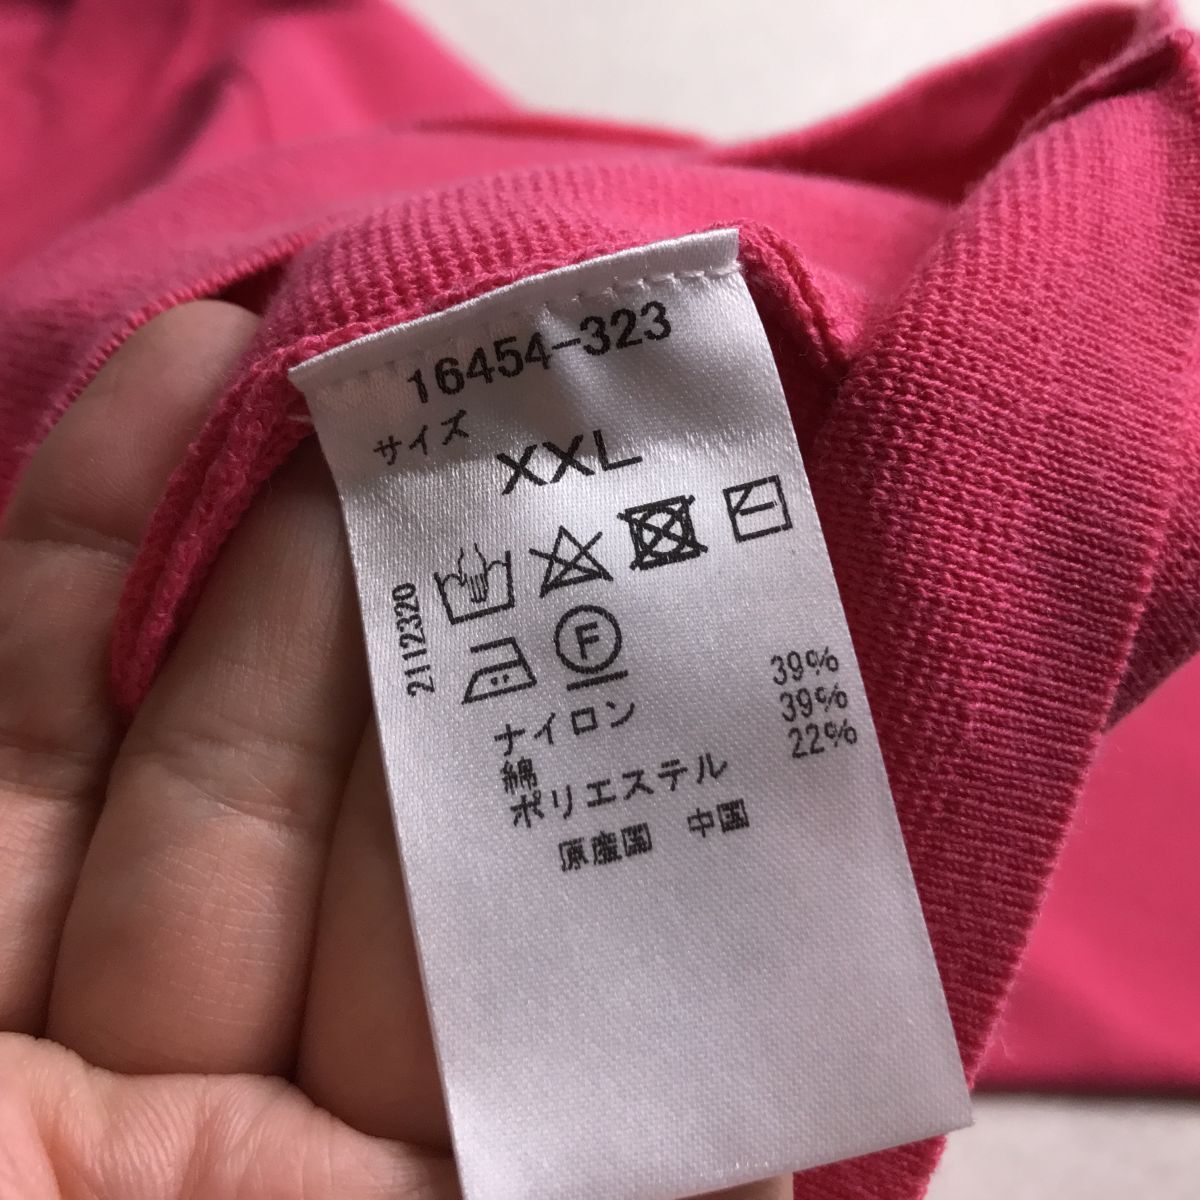 16454-323
サイズ
XXL
2112320
F
ナイロン 39%
綿 39%
ポリエステル 22%
原産国 中国